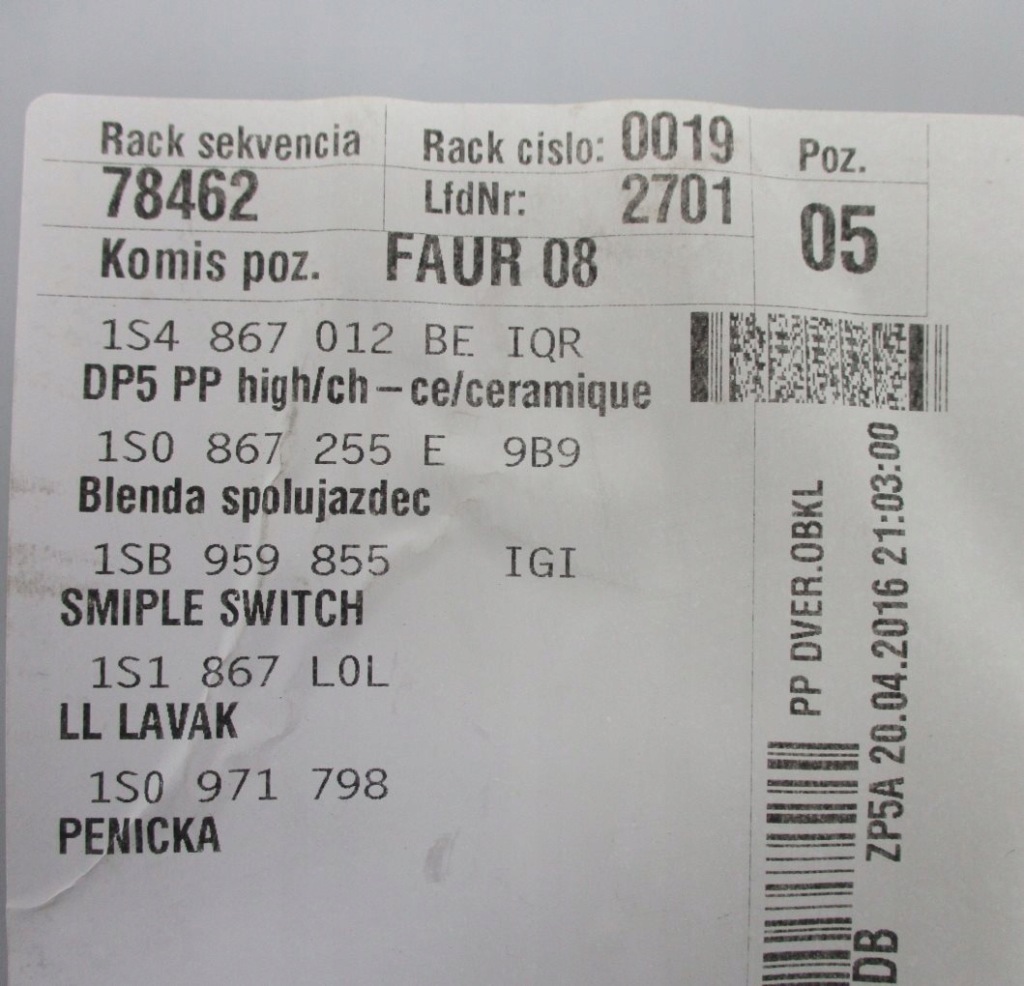 Rack sekvencia
78462
Rack cislo: 0019
LfdNr: 2701
Poz.
05
Komis poz. FAUR 08
1S4 867 012 BE IQR
DP5 PP high/ch-ce/ceramique
1S0 867 255 E 9B9
Blenda spolujazdec
1SB 959 855 IGI
SMIPLE SWITCH
1S1 867 L0L
LL LAVAK
1S0 971 798
PENICKA
PP DVER.OBKL
ZP5A 20.04.2016 21:03:00
DB